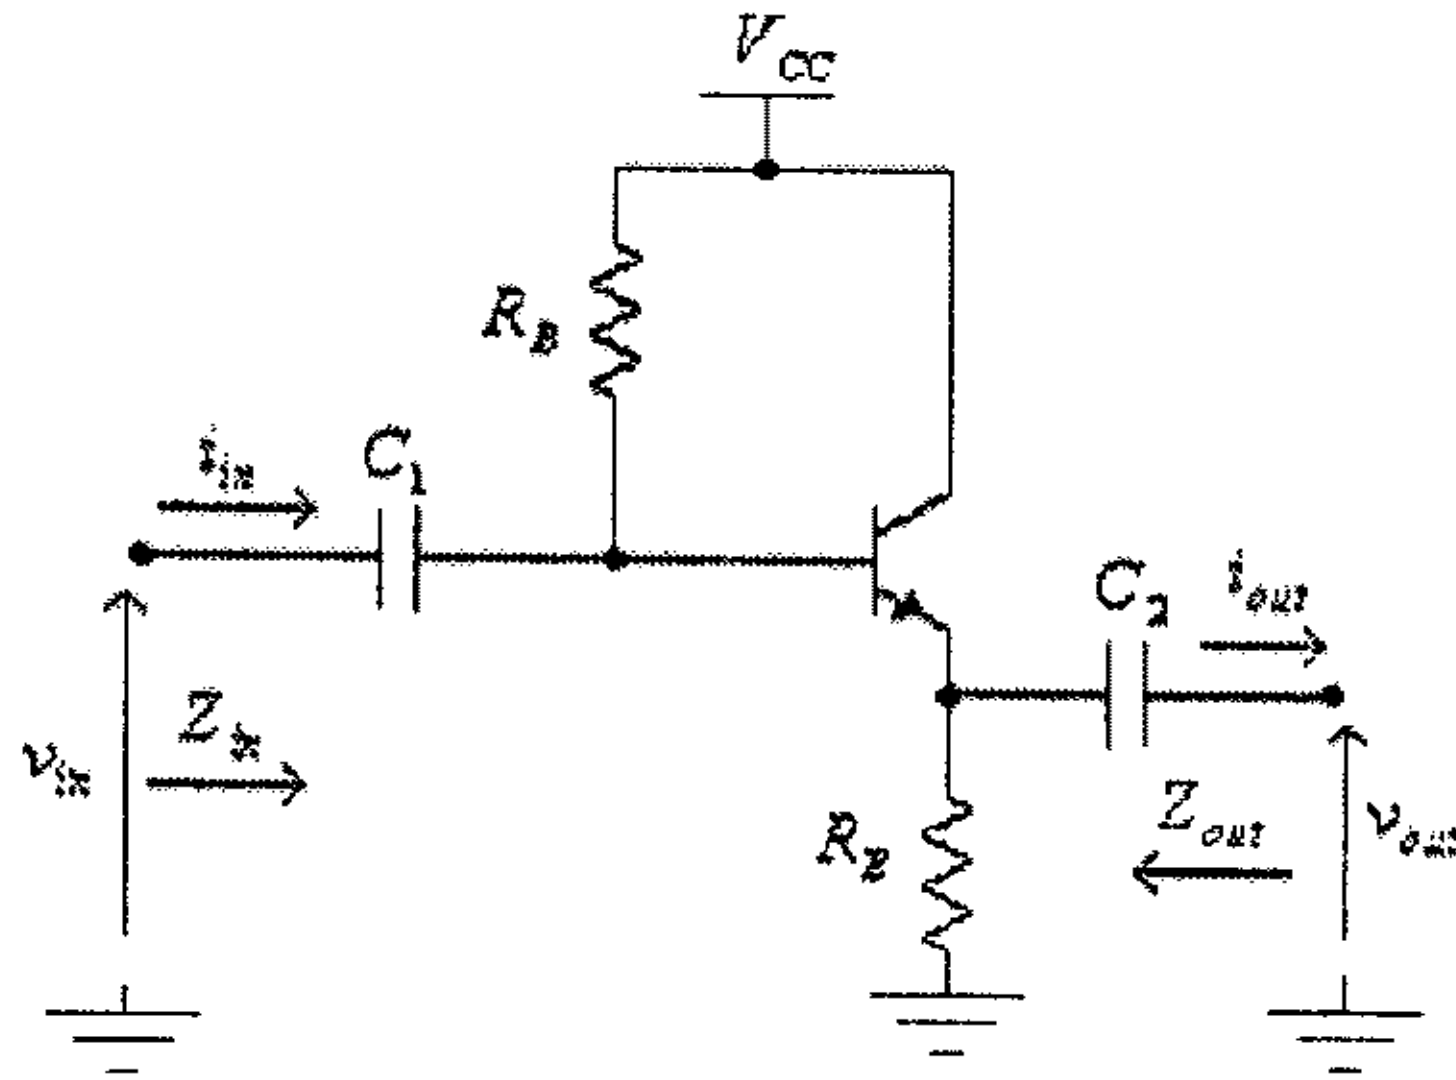 V_CC
R_B
i_in
C_1
C_2
i_out
Z_in
v_in
R_E
Z_out
v_out